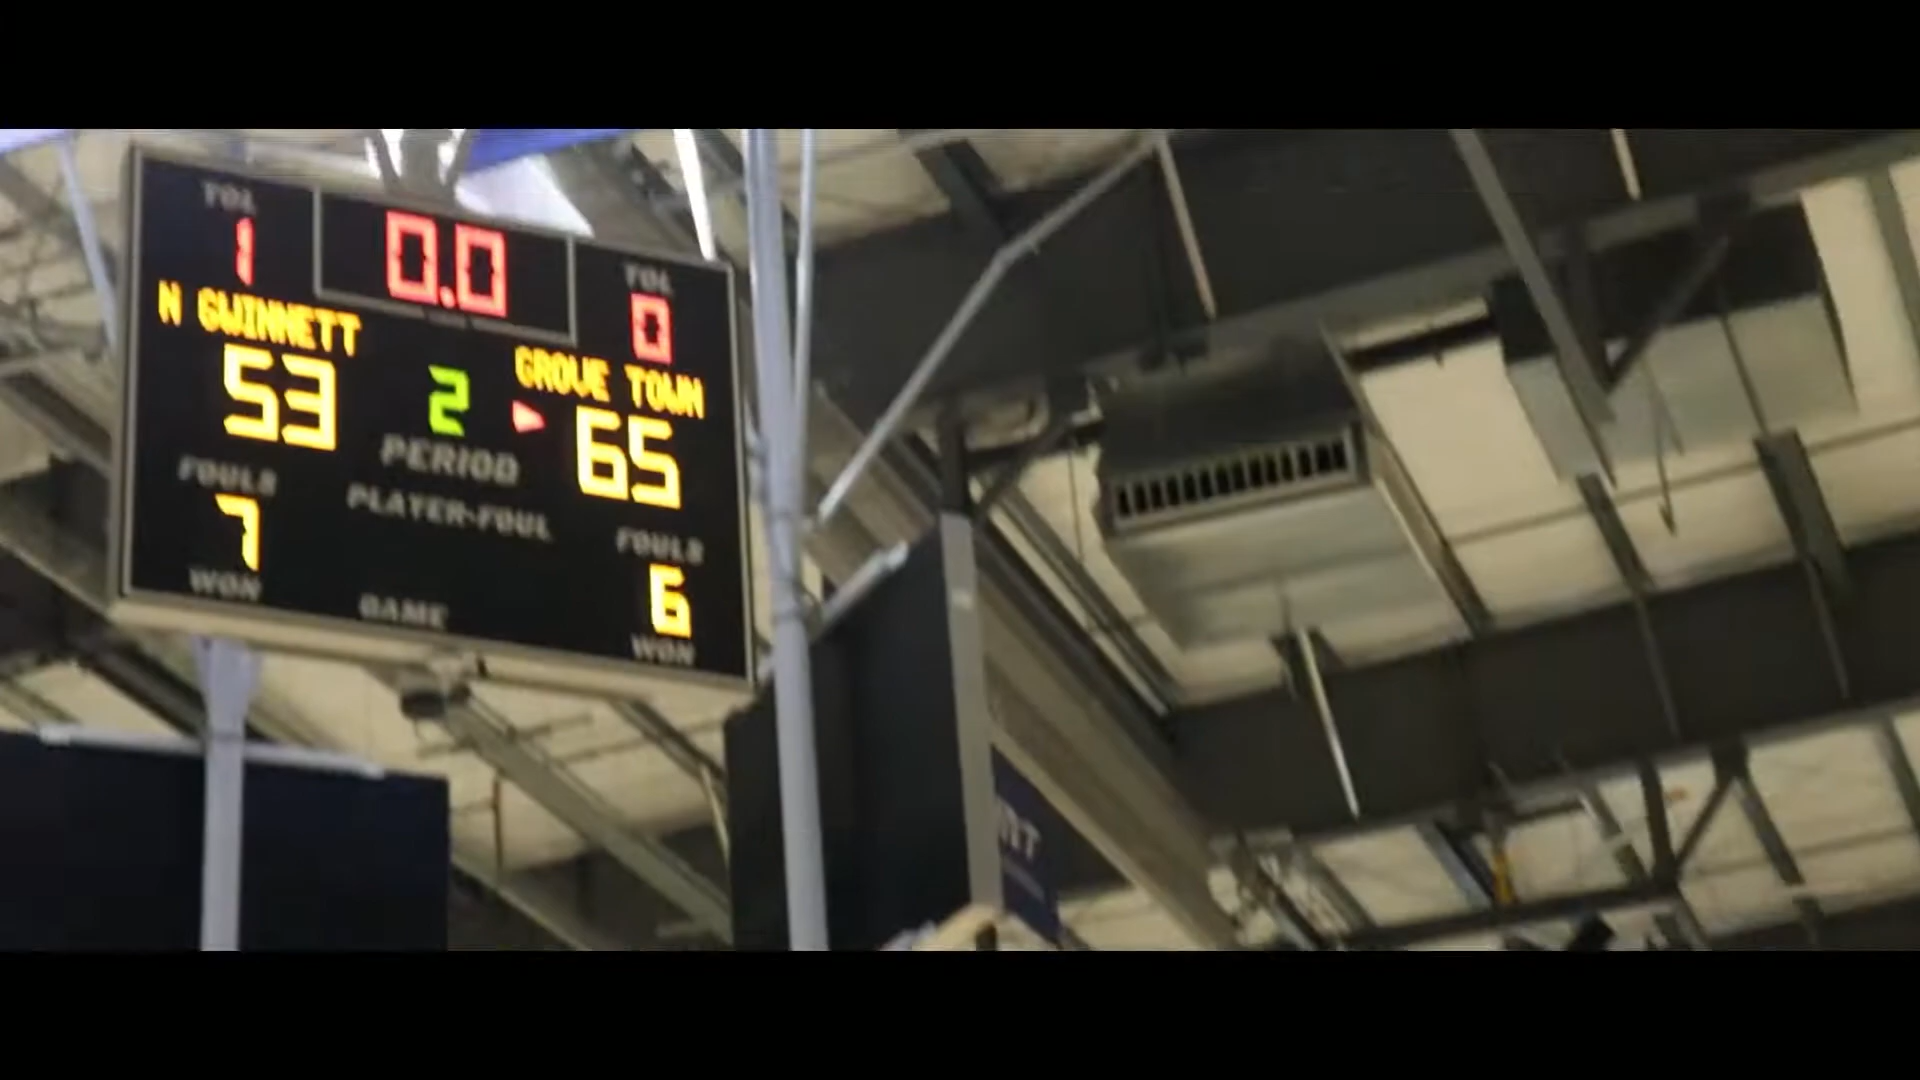 TOL
1
0.0
TOL
0
N GWINNETT
53
2
GROVE TOWN
65
PERIOD
FOULS
7
PLAYER-FOUL
FOULS
6
WON
GAME
WON